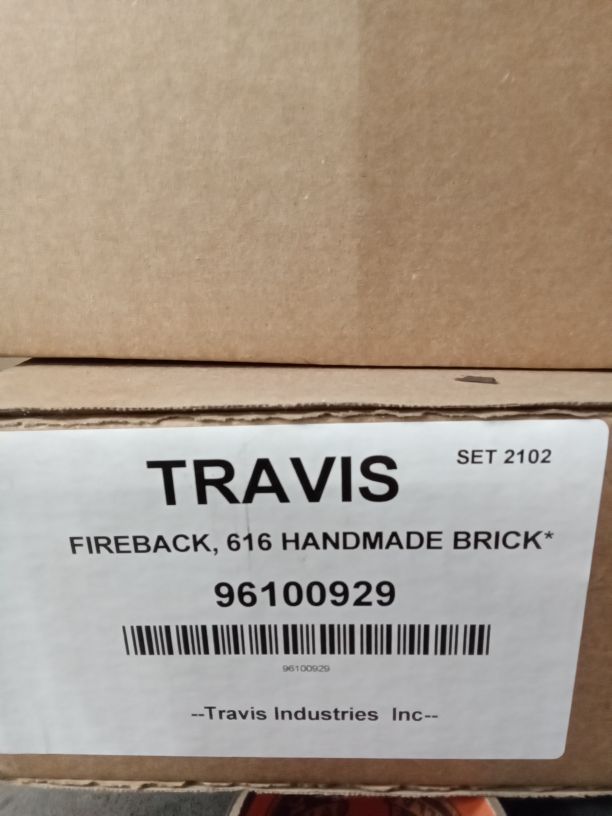 TRAVIS
SET 2102
FIREBACK, 616 HANDMADE BRICK*
96100929
96100929
--Travis Industries Inc--